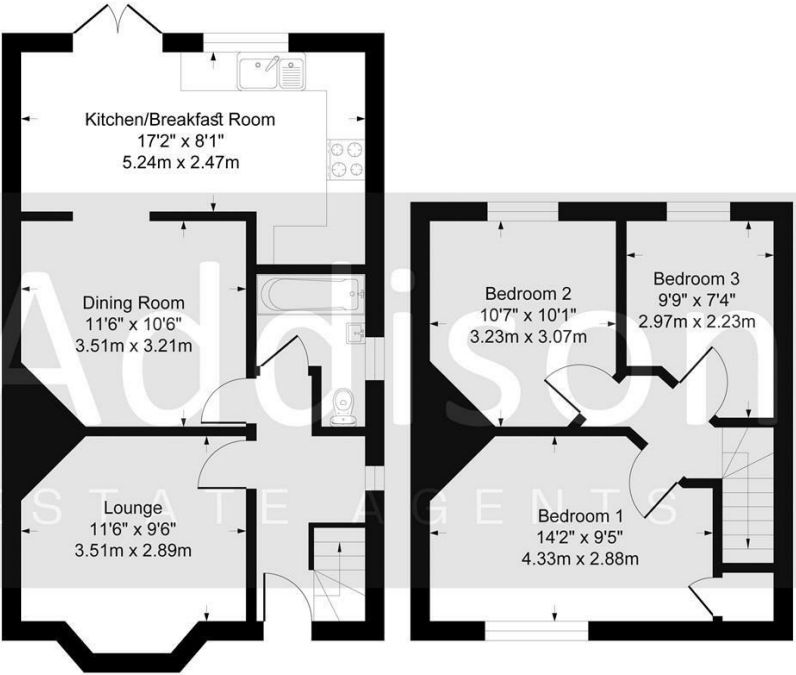 Kitchen/Breakfast Room
17'2" x 8'1"
5.24m x 2.47m
Dining Room
11'6" x 10'6"
3.51m x 3.21m
Lounge
11'6" x 9'6"
3.51m x 2.89m
Bedroom 2
10'7" x 10'1"
3.23m x 3.07m
Bedroom 3
9'9" x 7'4"
2.97m x 2.23m
Bedroom 1
14'2" x 9'5"
4.33m x 2.88m
Addison
ESTATE AGENTS